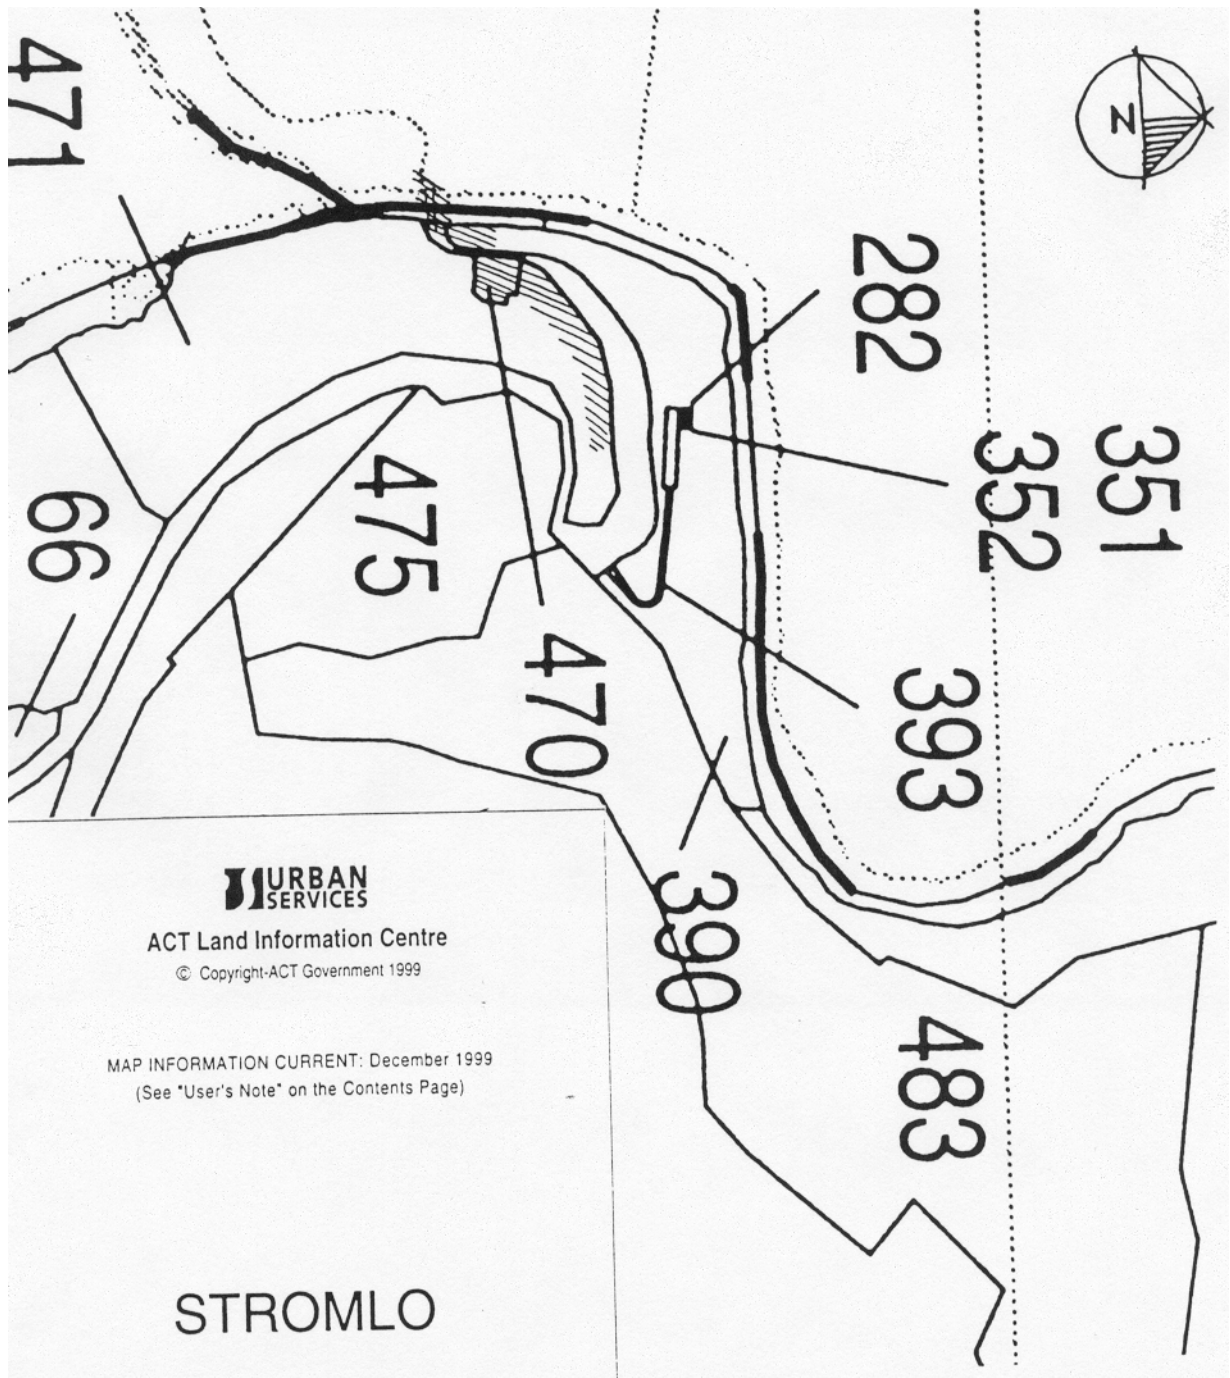 471
N
282
351
352
66
475
470
393
390
483
URBAN
SERVICES
ACT Land Information Centre
© Copyright-ACT Government 1999
MAP INFORMATION CURRENT: December 1999
(See "User's Note" on the Contents Page)
STROMLO